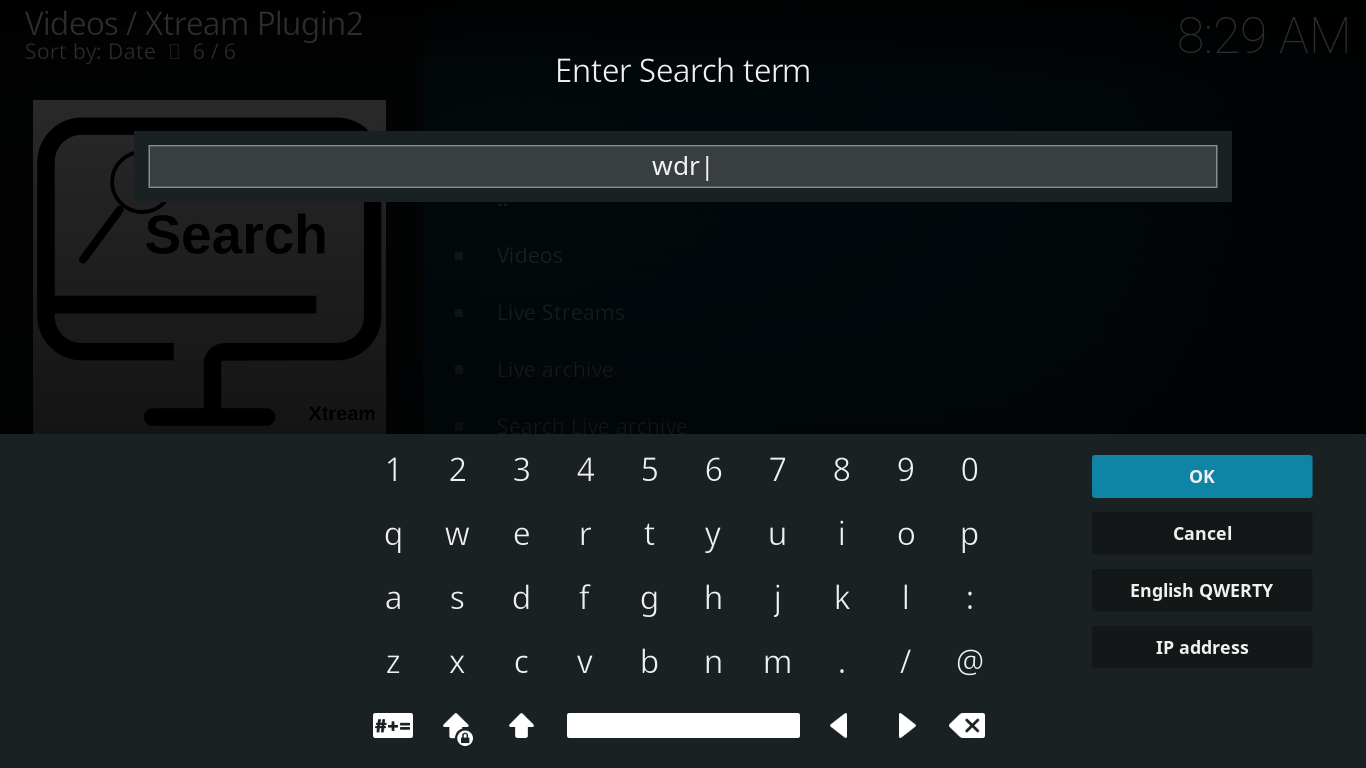 Videos / Xtream Plugin2
Sort by: Date 6 / 6
8:29 AM
Enter Search term
wdr|
Search
Xtream
..
Videos
Live Streams
Live archive
Search Live archive
1 2 3 4 5 6 7 8 9 0
q w e r t y u i o p
a s d f g h j k l :
z x c v b n m . / @
#+=
OK
Cancel
English QWERTY
IP address